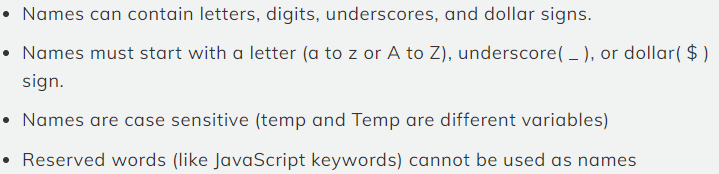 • Names can contain letters, digits, underscores, and dollar signs.
• Names must start with a letter (a to z or A to Z), underscore( _ ), or dollar( $ )
sign.
• Names are case sensitive (temp and Temp are different variables)
• Reserved words (like JavaScript keywords) cannot be used as names